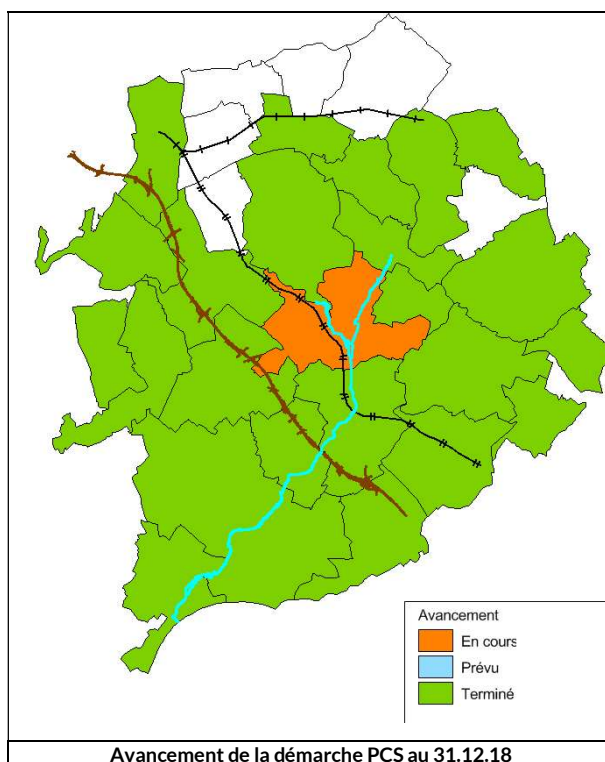 Avancement
En cours
Prévu
Terminé
Avancement de la démarche PCS au 31.12.18